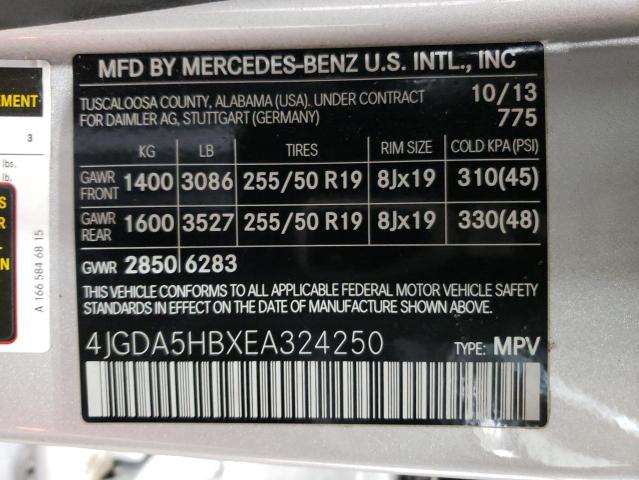 MFD BY MERCEDES-BENZ U.S. INTL., INC
TUSCALOOSA COUNTY, ALABAMA (USA). UNDER CONTRACT 10/13
FOR DAIMLER AG, STUTTGART (GERMANY) 775
KG LB TIRES RIM SIZE COLD KPA (PSI)
GAWR FRONT 1400 3086 255/50 R19 8Jx19 310(45)
GAWR REAR 1600 3527 255/50 R19 8Jx19 330(48)
GVWR 2850 6283
THIS VEHICLE CONFORMS TO ALL APPLICABLE FEDERAL MOTOR VEHICLE SAFETY
STANDARDS IN EFFECT ON THE DATE OF MANUFACTURE SHOWN ABOVE.
4JGDA5HBXEA324250 TYPE: MPV
EMENT
3
lbs.
lbs.
A 166 584 68 15